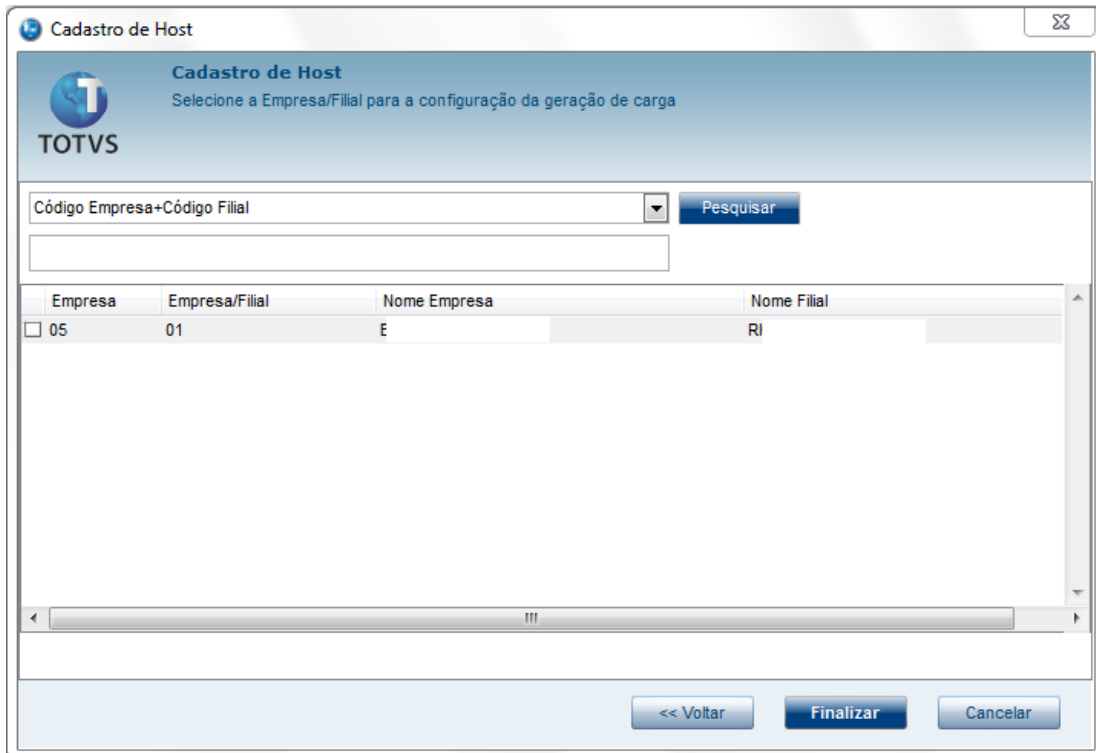 Cadastro de Host
Cadastro de Host
Selecione a Empresa/Filial para a configuração da geração de carga
TOTVS
Código Empresa+Código Filial
Pesquisar
Empresa Empresa/Filial Nome Empresa Nome Filial
05 01
<< Voltar Finalizar Cancelar